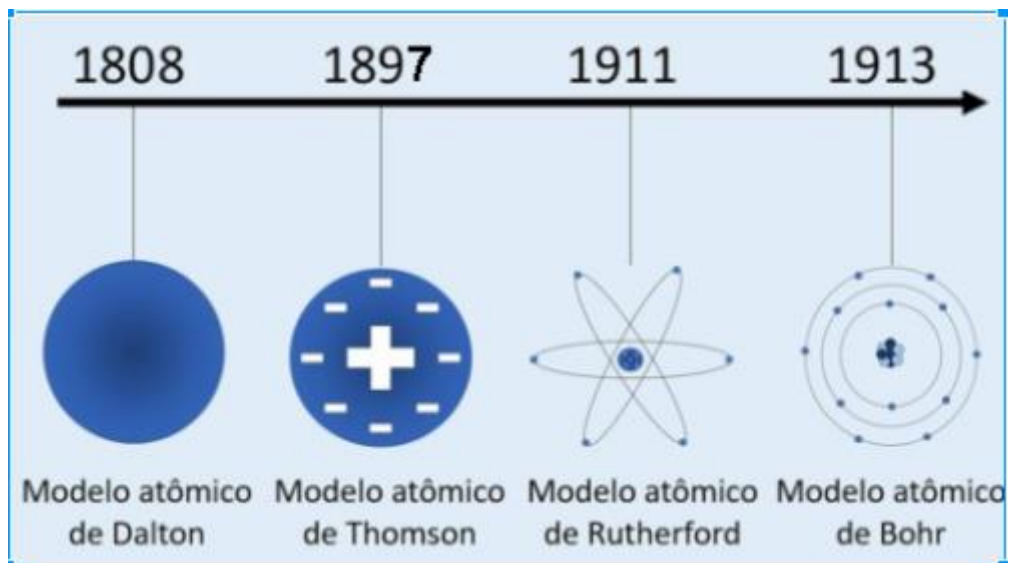 1808 1897 1911 1913
Modelo atômico Modelo atômico Modelo atômico Modelo atômico
de Dalton de Thomson de Rutherford de Bohr